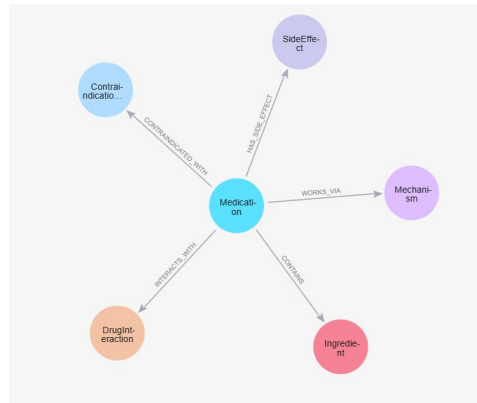 SideEffe-
ct
Contrai-
ndicatio...
HAS_SIDE_EFFECT
CONTRAINDICATED_WITH
Mechani-
sm
WORKS_VIA
Medicati-
on
INTERACTS_WITH
CONTAINS
DrugInt-
eraction
Ingredie-
nt